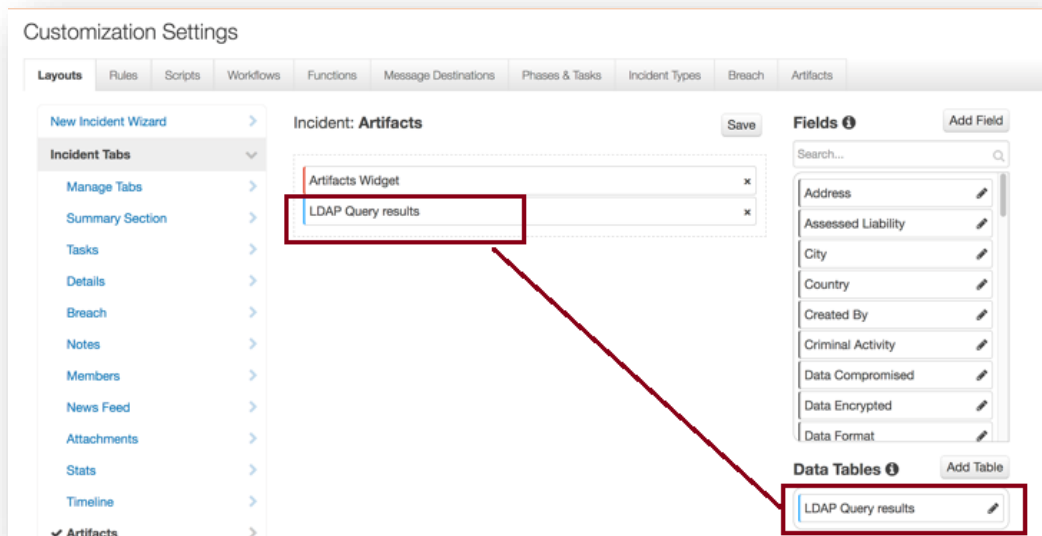 Customization Settings
Layouts Rules Scripts Workflows Functions Message Destinations Phases & Tasks Incident Types Breach Artifacts
New Incident Wizard
Incident Tabs
Manage Tabs
Summary Section
Tasks
Details
Breach
Notes
Members
News Feed
Attachments
Stats
Timeline
Artifacts
Incident: Artifacts
Save
Artifacts Widget
LDAP Query results
Fields
Add Field
Search...
Address
Assessed Liability
City
Country
Created By
Criminal Activity
Data Compromised
Data Encrypted
Data Format
Data Tables
Add Table
LDAP Query results